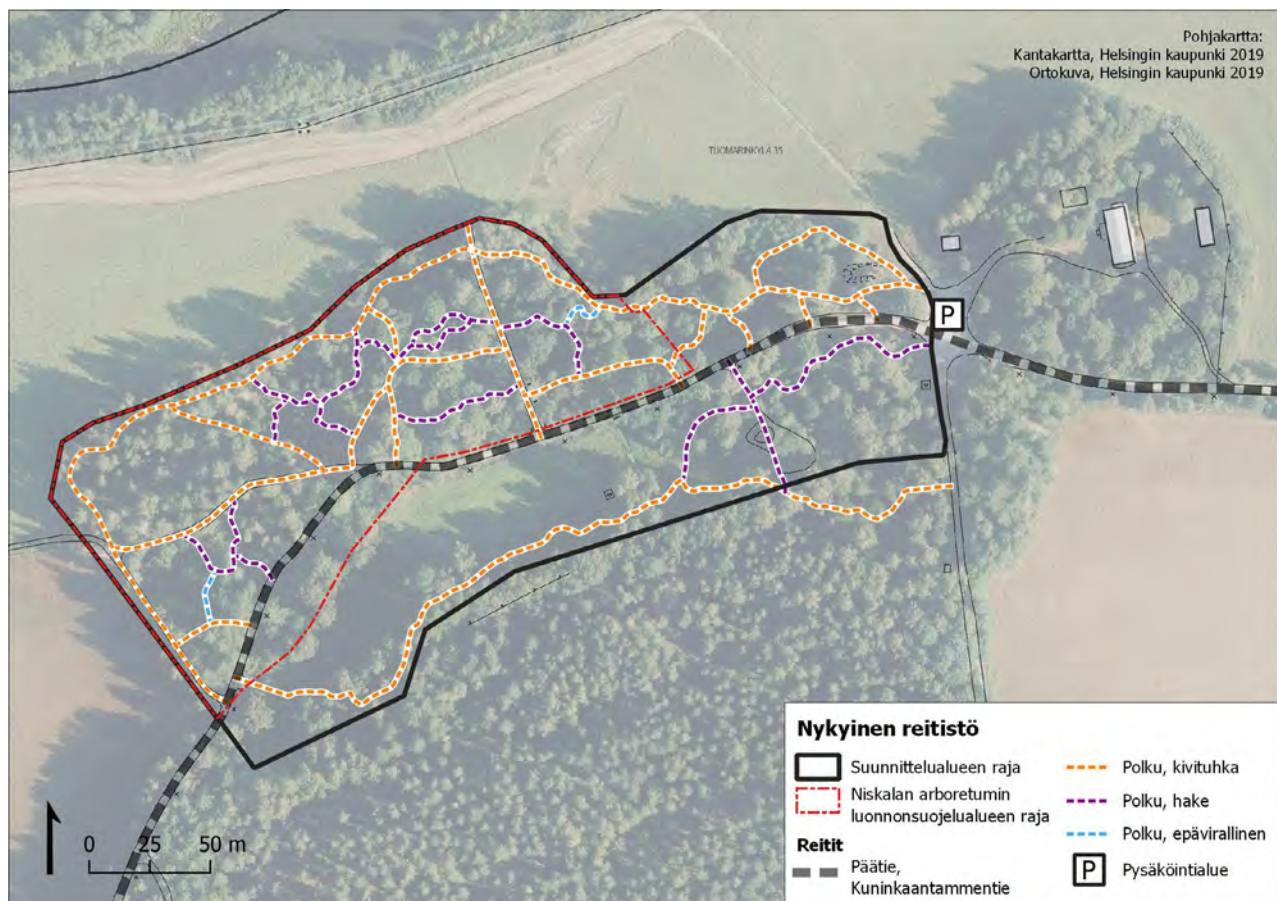 Pohjakartta:
Kantakartta, Helsingin kaupunki 2019
Ortokuva, Helsingin kaupunki 2019
TUOMARINKYLÄ 35
P
Nykyinen reitistö
Suunnittelualueen raja
Niskalan arboretumin
luonnonsuojelualueen raja
Reitit
Päätie,
Kuninkaantammentie
Polku, kivituhka
Polku, hake
Polku, epävirallinen
P
Pysäköintialue
0 25 50 m